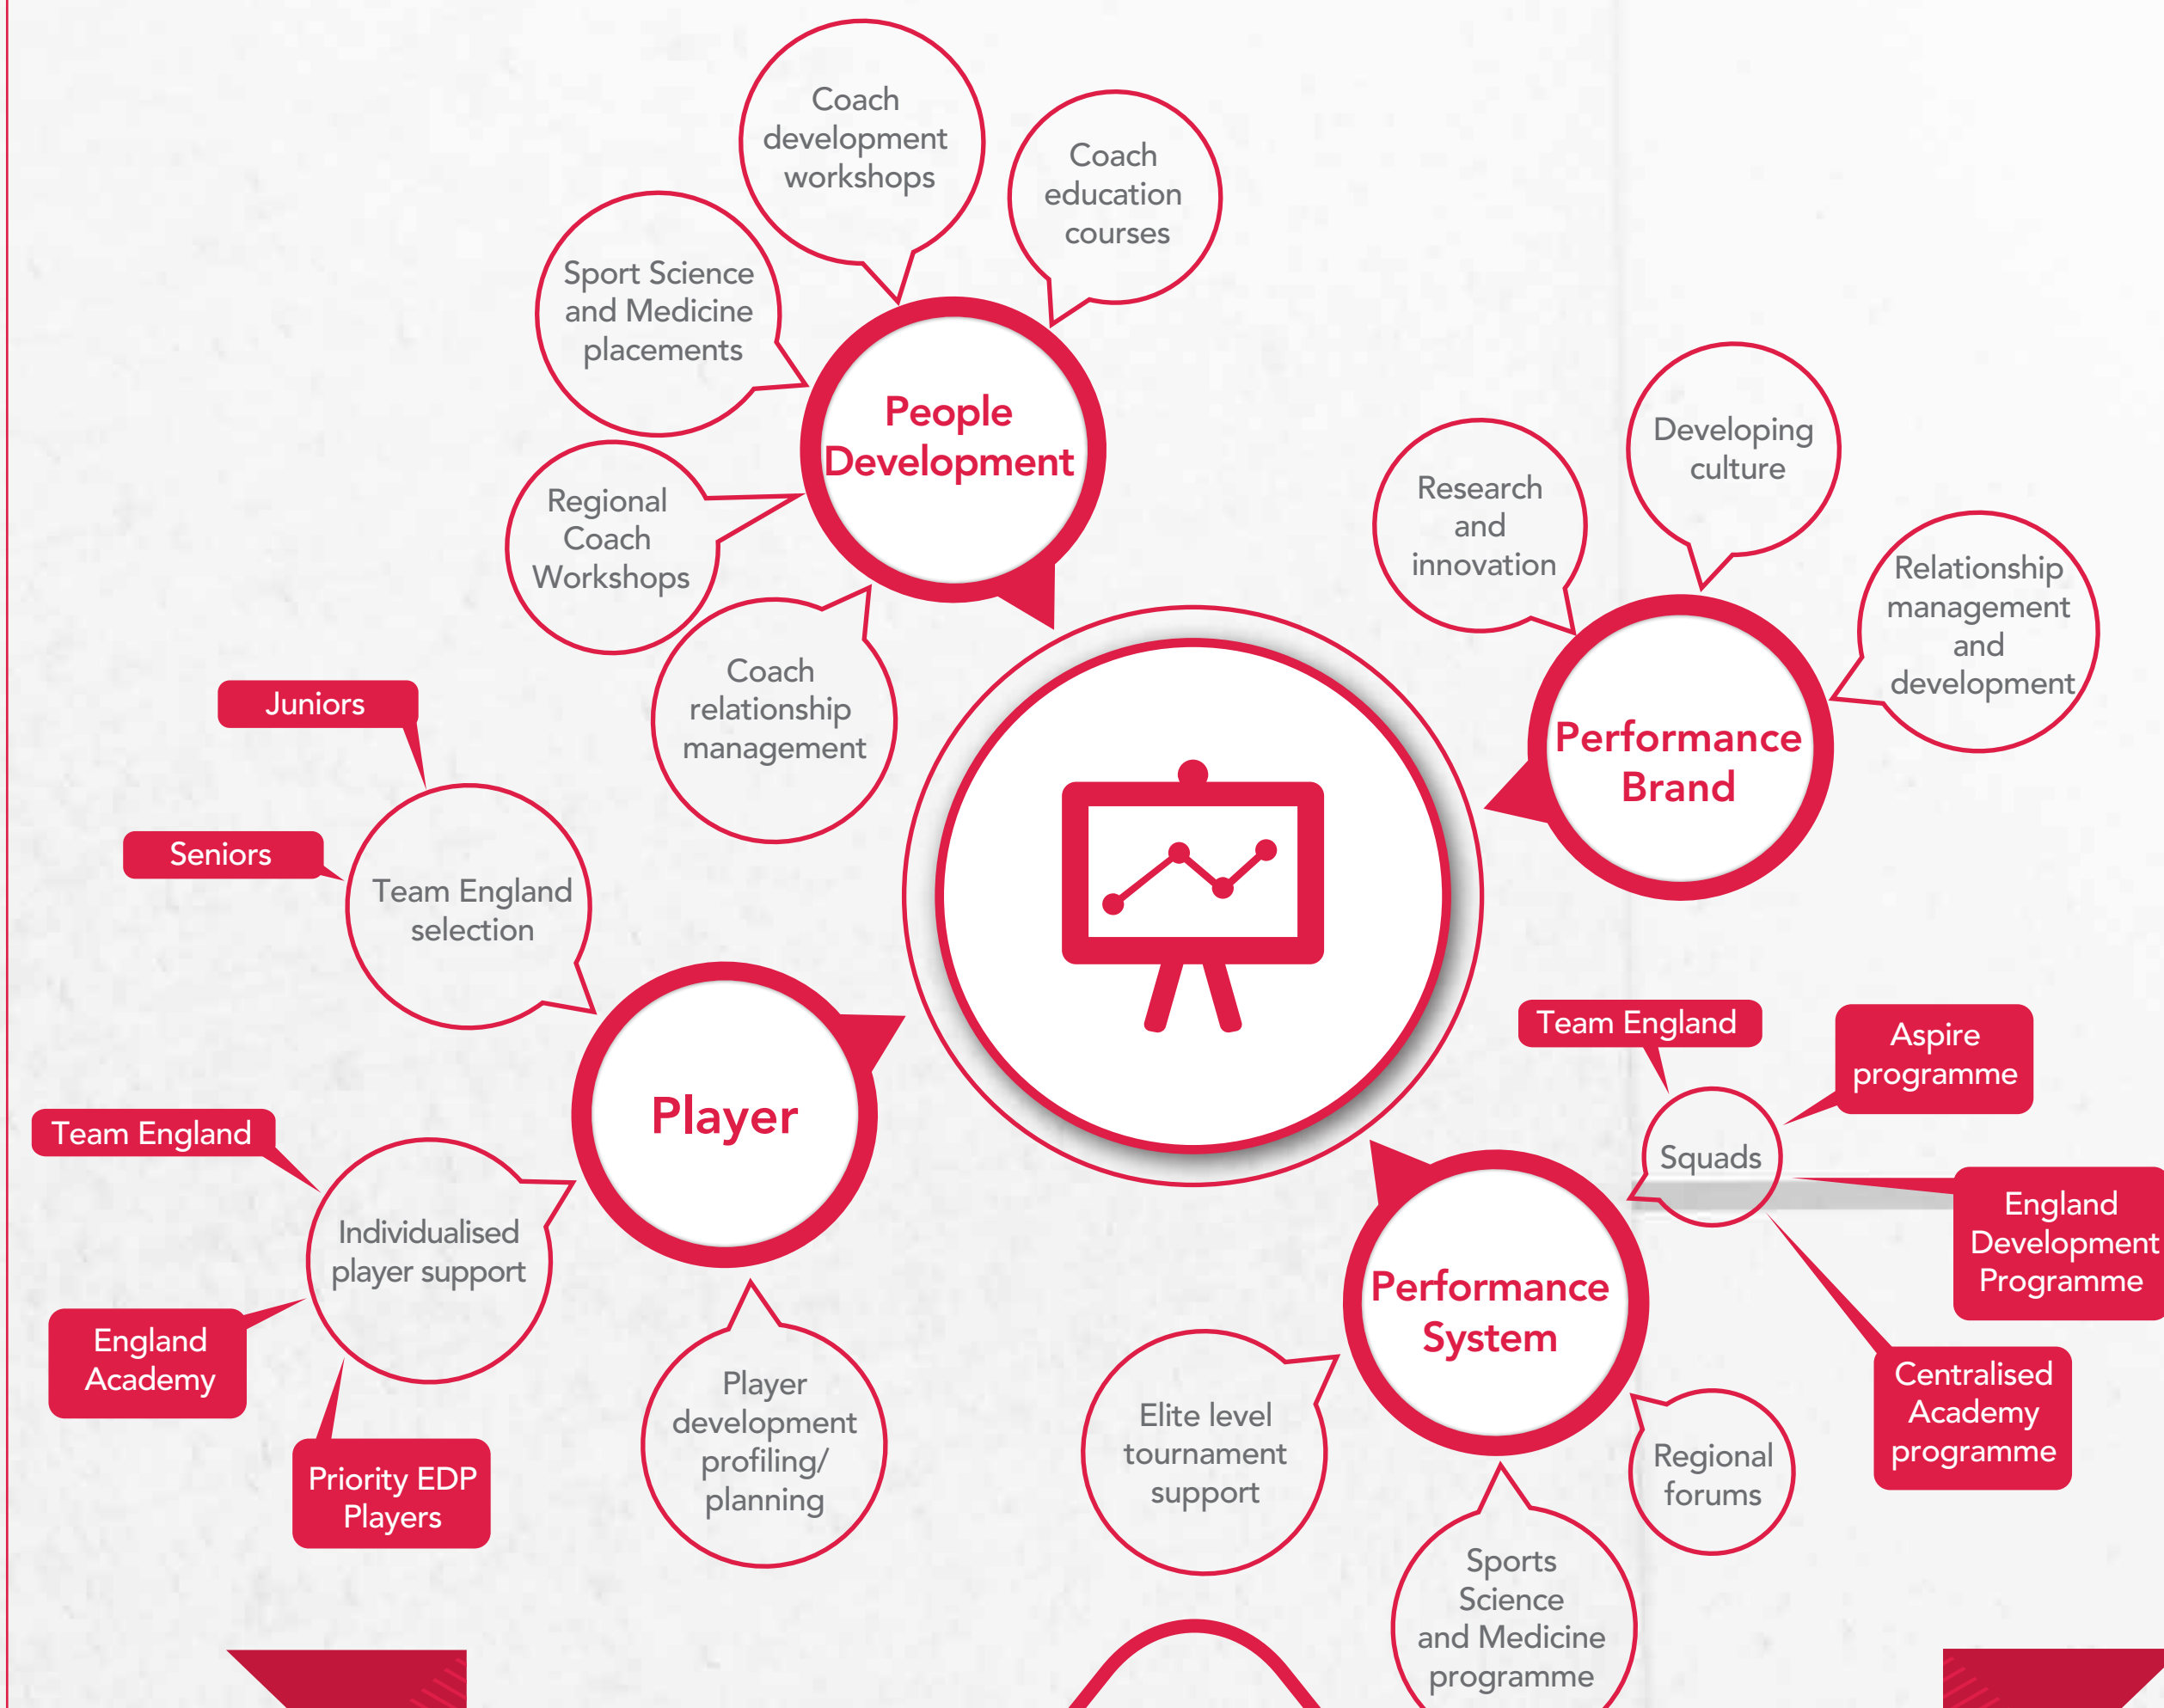 Coach
development
workshops
Coach
education
courses
Sport Science
and Medicine
placements
People
Development
Regional
Coach
Workshops
Coach
relationship
management
Developing
culture
Research
and
innovation
Relationship
management
and
development
Performance
Brand
Juniors
Seniors
Team England
selection
Player
Team England
Individualised
player support
England
Academy
Priority EDP
Players
Player
development
profiling/
planning
Team England
Aspire
programme
Squads
England
Development
Programme
Centralised
Academy
programme
Performance
System
Elite level
tournament
support
Regional
forums
Sports
Science
and Medicine
programme